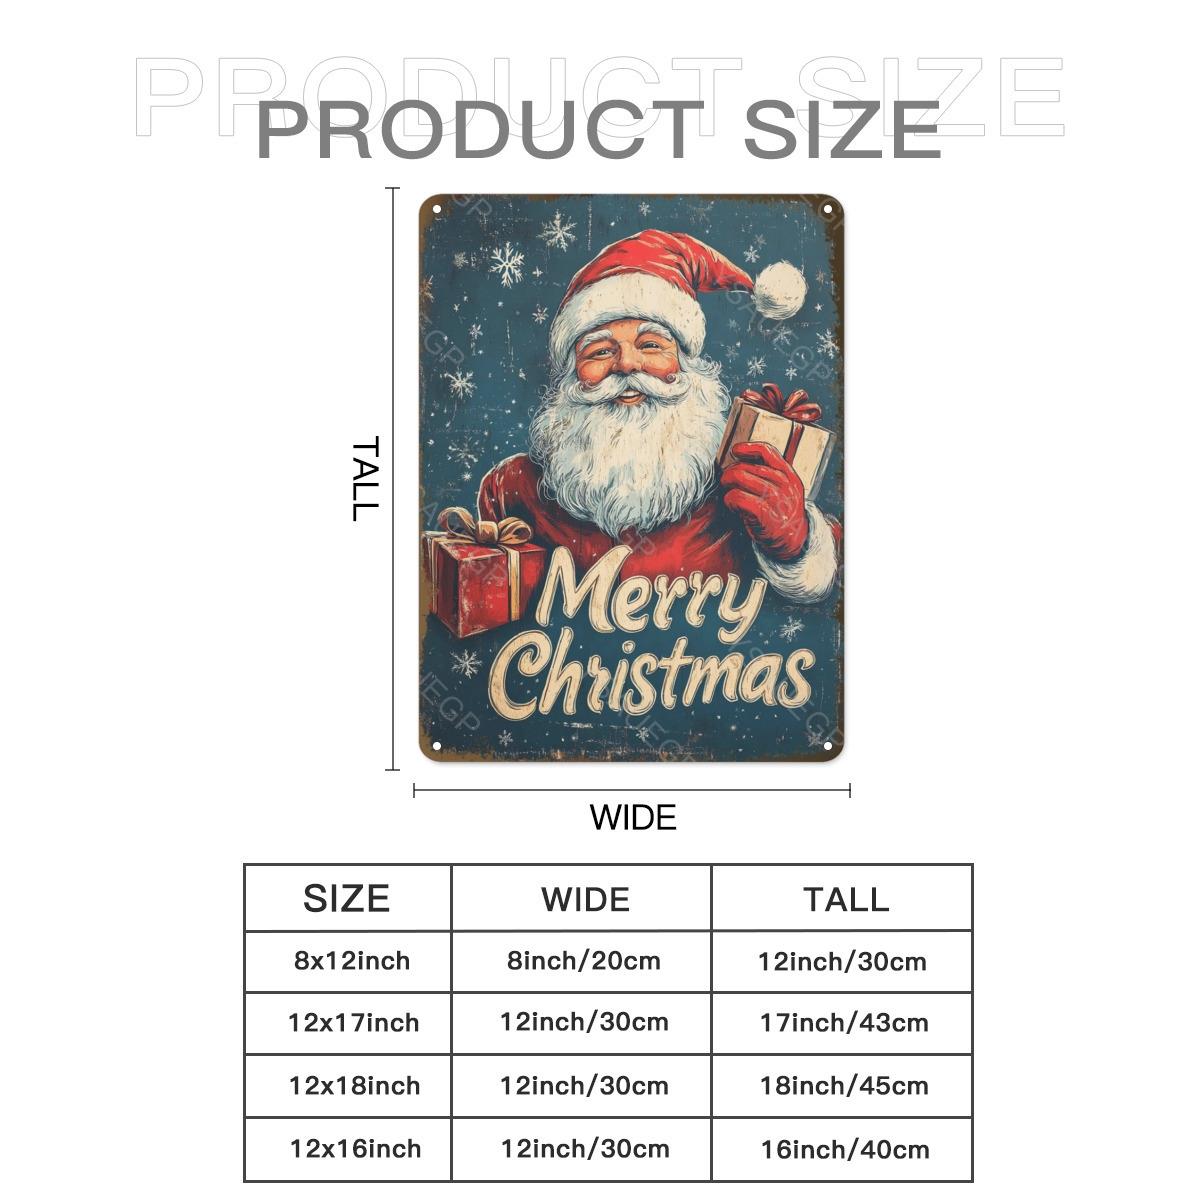 PRODUCT SIZE
PRODUCT SIZE
TALL
Merry
Christmas
WIDE
SIZE WIDE TALL
8x12inch 8inch/20cm 12inch/30cm
12x17inch 12inch/30cm 17inch/43cm
12x18inch 12inch/30cm 18inch/45cm
12x16inch 12inch/30cm 16inch/40cm